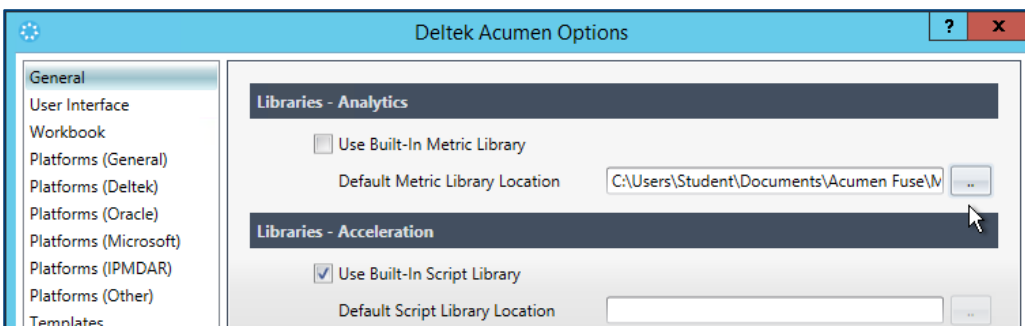 Deltek Acumen Options
? x
General
User Interface
Workbook
Platforms (General)
Platforms (Deltek)
Platforms (Oracle)
Platforms (Microsoft)
Platforms (IPMDAR)
Platforms (Other)
Templates
Libraries - Analytics
Use Built-In Metric Library
Default Metric Library Location C:\Users\Student\Documents\Acumen Fuse\M ..
Libraries - Acceleration
Use Built-In Script Library
Default Script Library Location ..